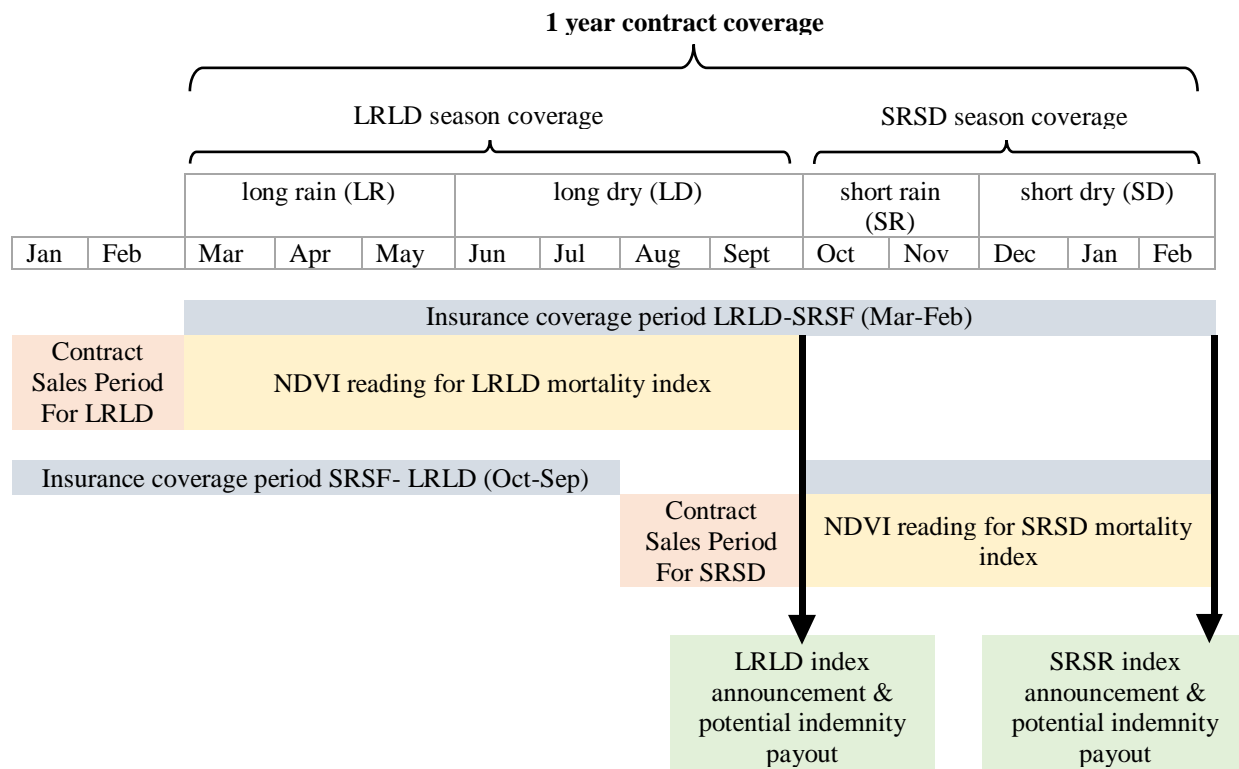 1 year contract coverage
LRLD season coverage
SRSD season coverage
long rain (LR)
long dry (LD)
short rain
(SR)
short dry (SD)
Jan Feb Mar Apr May Jun Jul Aug Sept Oct Nov Dec Jan Feb
Insurance coverage period LRLD-SRSF (Mar-Feb)
Contract
Sales Period
For LRLD
NDVI reading for LRLD mortality index
Insurance coverage period SRSF- LRLD (Oct-Sep)
Contract
Sales Period
For SRSD
NDVI reading for SRSD mortality
index
LRLD index
announcement &
potential indemnity
payout
SRSR index
announcement &
potential indemnity
payout